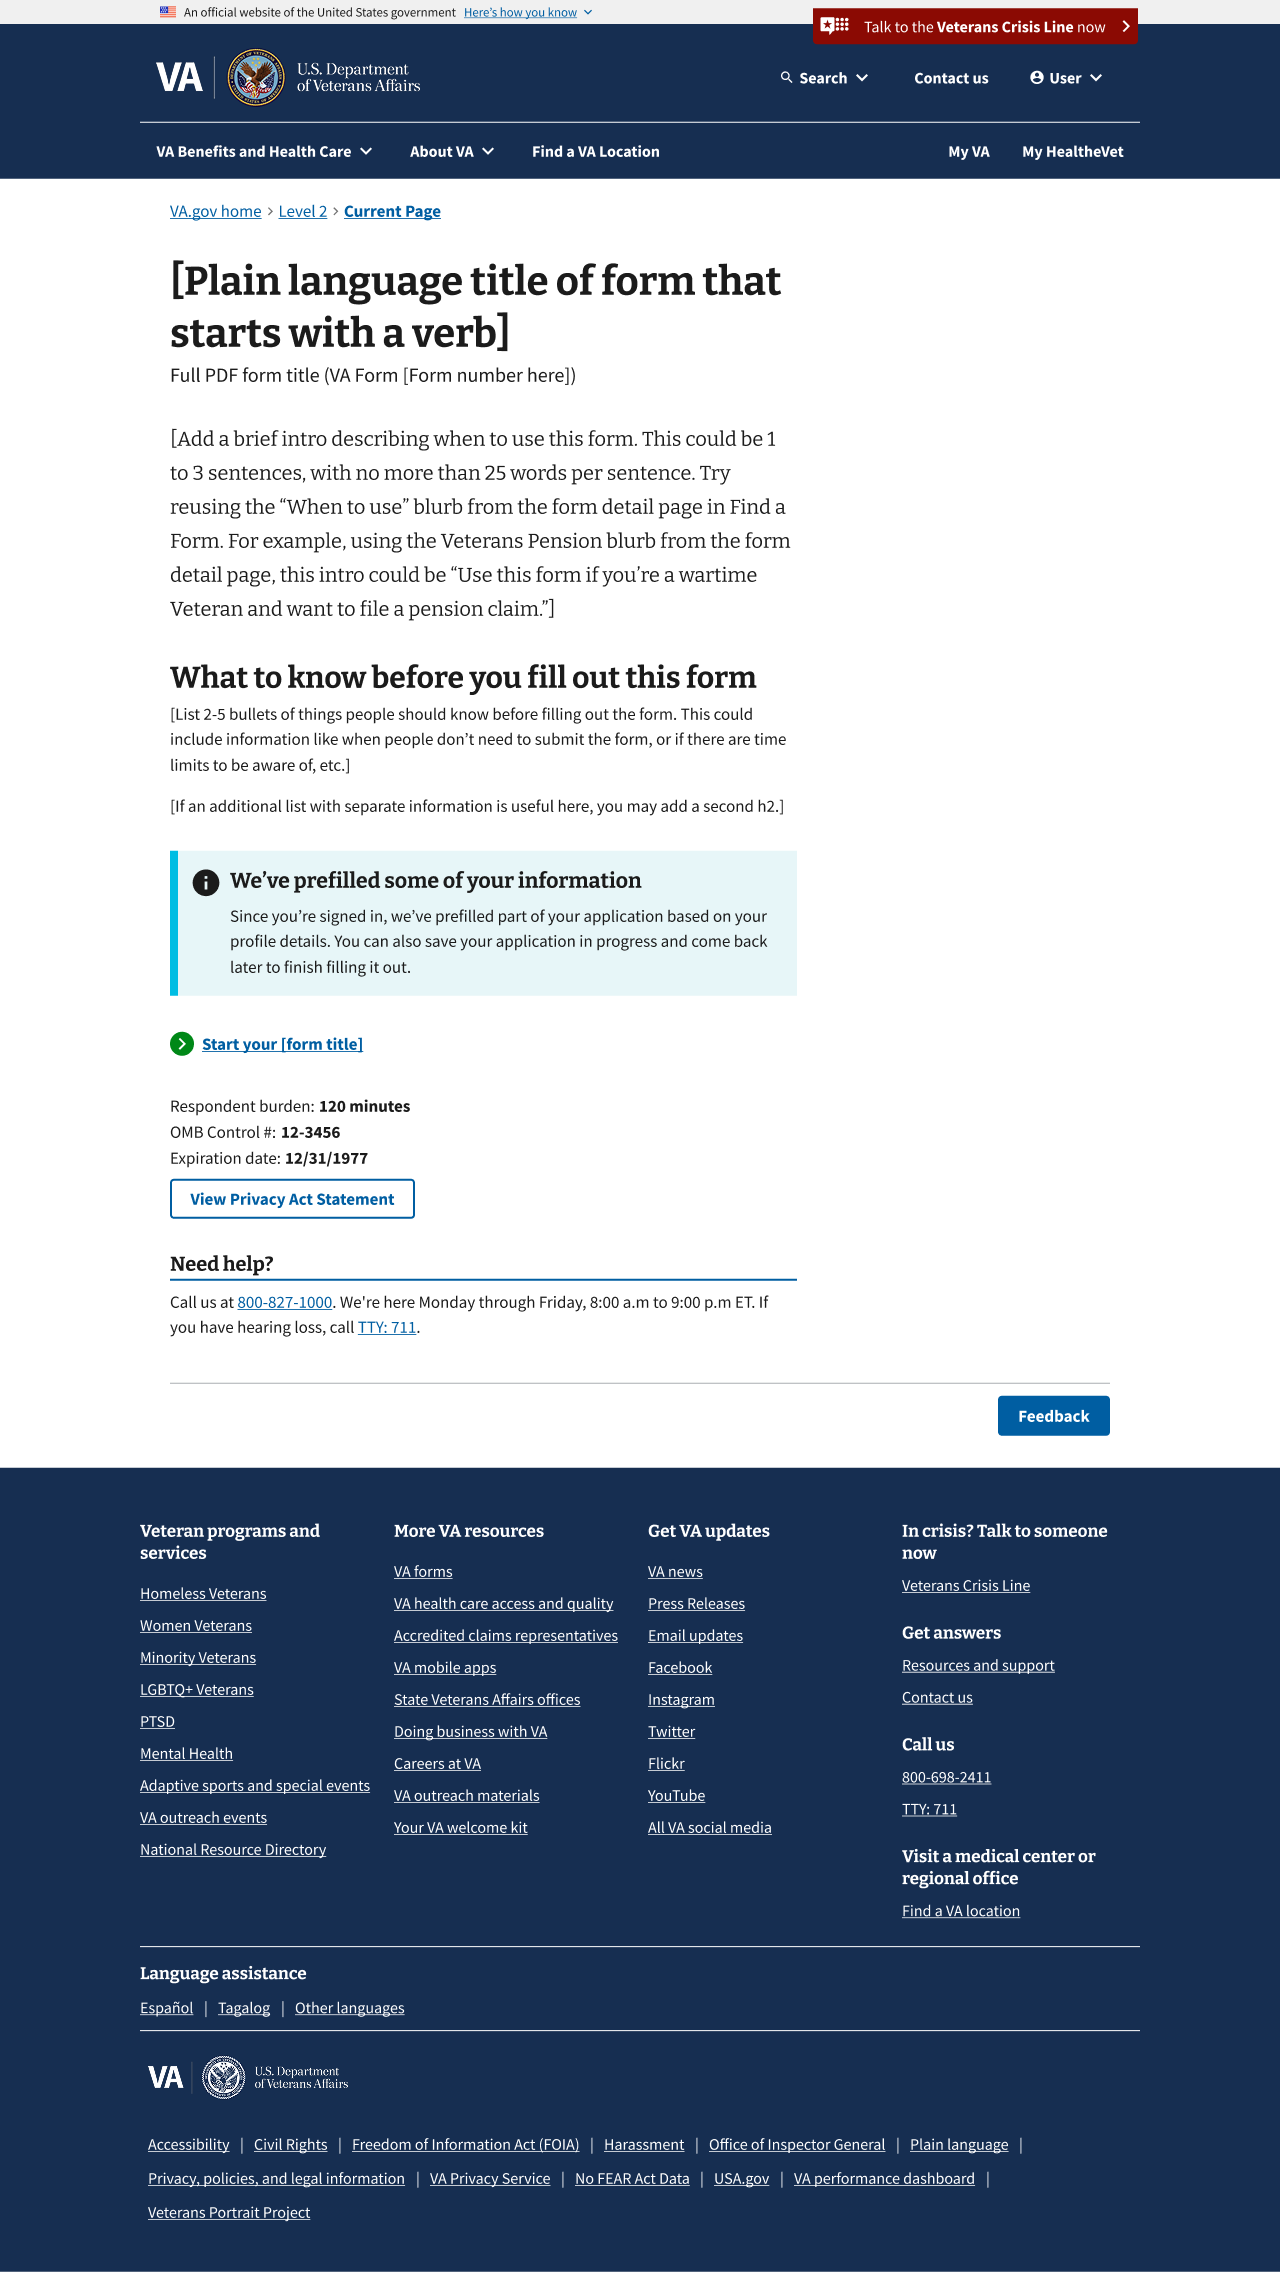 An official website of the United States government Here's how you know
Talk to the Veterans Crisis Line now
VA U.S. Department
of Veterans Affairs
Search Contact us User
VA Benefits and Health Care About VA Find a VA Location My VA My HealtheVet
VA.gov home Level 2 Current Page
[Plain language title of form that
starts with a verb]
Full PDF form title (VA Form [Form number here])
[Add a brief intro describing when to use this form. This could be 1
to 3 sentences, with no more than 25 words per sentence. Try
reusing the “When to use” blurb from the form detail page in Find a
Form. For example, using the Veterans Pension blurb from the form
detail page, this intro could be “Use this form if you’re a wartime
Veteran and want to file a pension claim.”]
What to know before you fill out this form
[List 2-5 bullets of things people should know before filling out the form. This could
include information like when people don’t need to submit the form, or if there are time
limits to be aware of, etc.]
[If an additional list with separate information is useful here, you may add a second h2.]
We’ve prefilled some of your information
Since you’re signed in, we’ve prefilled part of your application based on your
profile details. You can also save your application in progress and come back
later to finish filling it out.
Start your [form title]
Respondent burden: 120 minutes
OMB Control #: 12-3456
Expiration date: 12/31/1977
View Privacy Act Statement
Need help?
Call us at 800-827-1000. We're here Monday through Friday, 8:00 a.m to 9:00 p.m ET. If
you have hearing loss, call TTY: 711.
Feedback
Veteran programs and
services
Homeless Veterans
Women Veterans
Minority Veterans
LGBTQ+ Veterans
PTSD
Mental Health
Adaptive sports and special events
VA outreach events
National Resource Directory
More VA resources
VA forms
VA health care access and quality
Accredited claims representatives
VA mobile apps
State Veterans Affairs offices
Doing business with VA
Careers at VA
VA outreach materials
Your VA welcome kit
Get VA updates
VA news
Press Releases
Email updates
Facebook
Instagram
Twitter
Flickr
YouTube
All VA social media
In crisis? Talk to someone
now
Veterans Crisis Line
Get answers
Resources and support
Contact us
Call us
800-698-2411
TTY: 711
Visit a medical center or
regional office
Find a VA location
Language assistance
Español | Tagalog | Other languages
VA U.S. Department
of Veterans Affairs
Accessibility | Civil Rights | Freedom of Information Act (FOIA) | Harassment | Office of Inspector General | Plain language |
Privacy, policies, and legal information | VA Privacy Service | No FEAR Act Data | USA.gov | VA performance dashboard |
Veterans Portrait Project